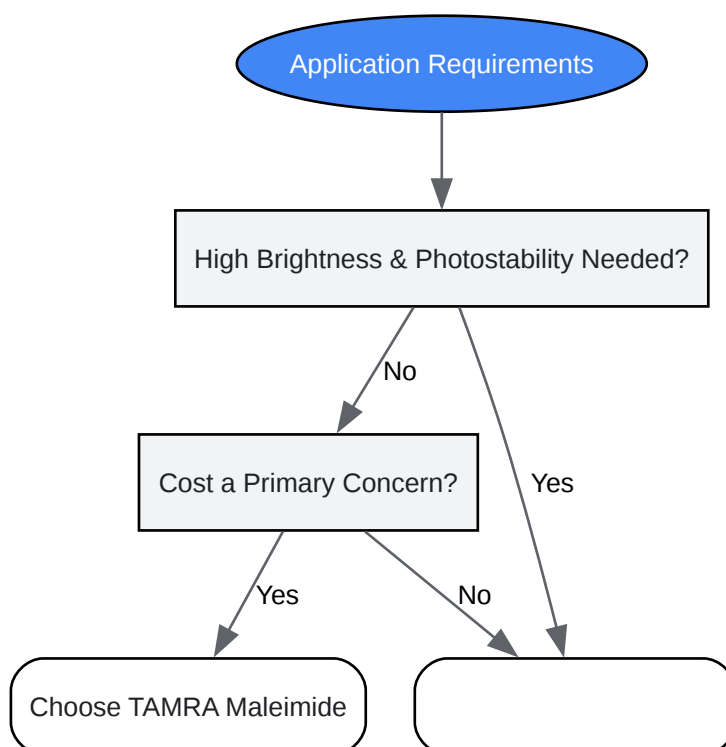 Application Requirements
High Brightness & Photostability Needed?
No
Cost a Primary Concern?
Yes
Yes
No
Choose TAMRA Maleimide